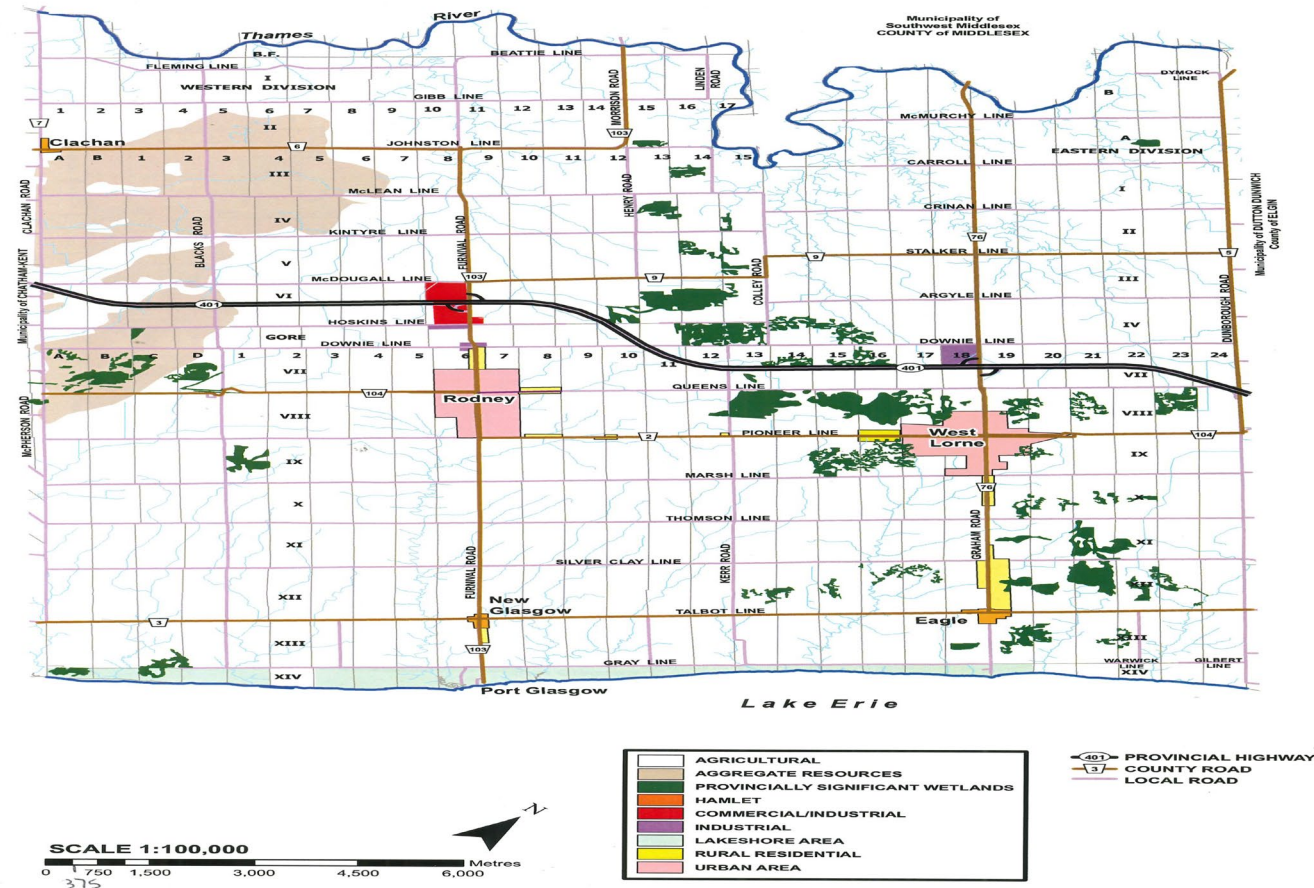 Municipality of
Southwest Middlesex
COUNTY of MIDDLESEX
River
Thames
B.F.
BEATTIE LINE
FLEMING LINE
DYMOCK
LINE
I
WESTERN DIVISION
MORRISON ROAD
LINDEN
ROAD
B
GIBB LINE
1 2 3 4 5 6 7 8 9 10 11 12 13 14 15 16 17
McMURCHY LINE
7
II
103
Clachan
6
JOHNSTON LINE
A
EASTERN DIVISION
A B 1 2 3 4 5 6 7 8 9 10 11 12 13 14 15
CARROLL LINE
III
McLEAN LINE
I
CLACHAN ROAD
HENRY ROAD
CRINAN LINE
IV
BLACKS ROAD
KINTYRE LINE
FURNIVAL ROAD
76
II
Municipality of DUTTON DUNWICH
County of ELGIN
V
STALKER LINE
9
5
McDOUGALL LINE
103
9
COLLEY ROAD
III
Municipality of CHATHAM-KENT
VI
401
ARGYLE LINE
DUNBOROUGH ROAD
HOSKINS LINE
IV
GORE
DOWNIE LINE
DOWNIE LINE
A B C D 1 2 3 4 5 6 7 8 9 10 11 12 13 14 15 16 17 18 19 20 21 22 23 24
VII
401
VII
QUEENS LINE
104
McPHERSON ROAD
Rodney
VIII
VIII
2
PIONEER LINE
West
Lorne
104
IX
IX
MARSH LINE
76
X
X
THOMSON LINE
XI
XI
GRAHAM ROAD
FURNIVAL ROAD
SILVER CLAY LINE
KERR ROAD
XII
XII
New
Glasgow
TALBOT LINE
3
Eagle
XIII
XIII
103
GRAY LINE
WARWICK
LINE
GILBERT
LINE
XIV
XIV
Port Glasgow
Lake Erie
AGRICULTURAL
AGGREGATE RESOURCES
PROVINCIALLY SIGNIFICANT WETLANDS
HAMLET
COMMERCIAL/INDUSTRIAL
INDUSTRIAL
LAKESHORE AREA
RURAL RESIDENTIAL
URBAN AREA
401 PROVINCIAL HIGHWAY
3 COUNTY ROAD
LOCAL ROAD
N
SCALE 1:100,000
Metres
0 750 1,500 3,000 4,500 6,000
375